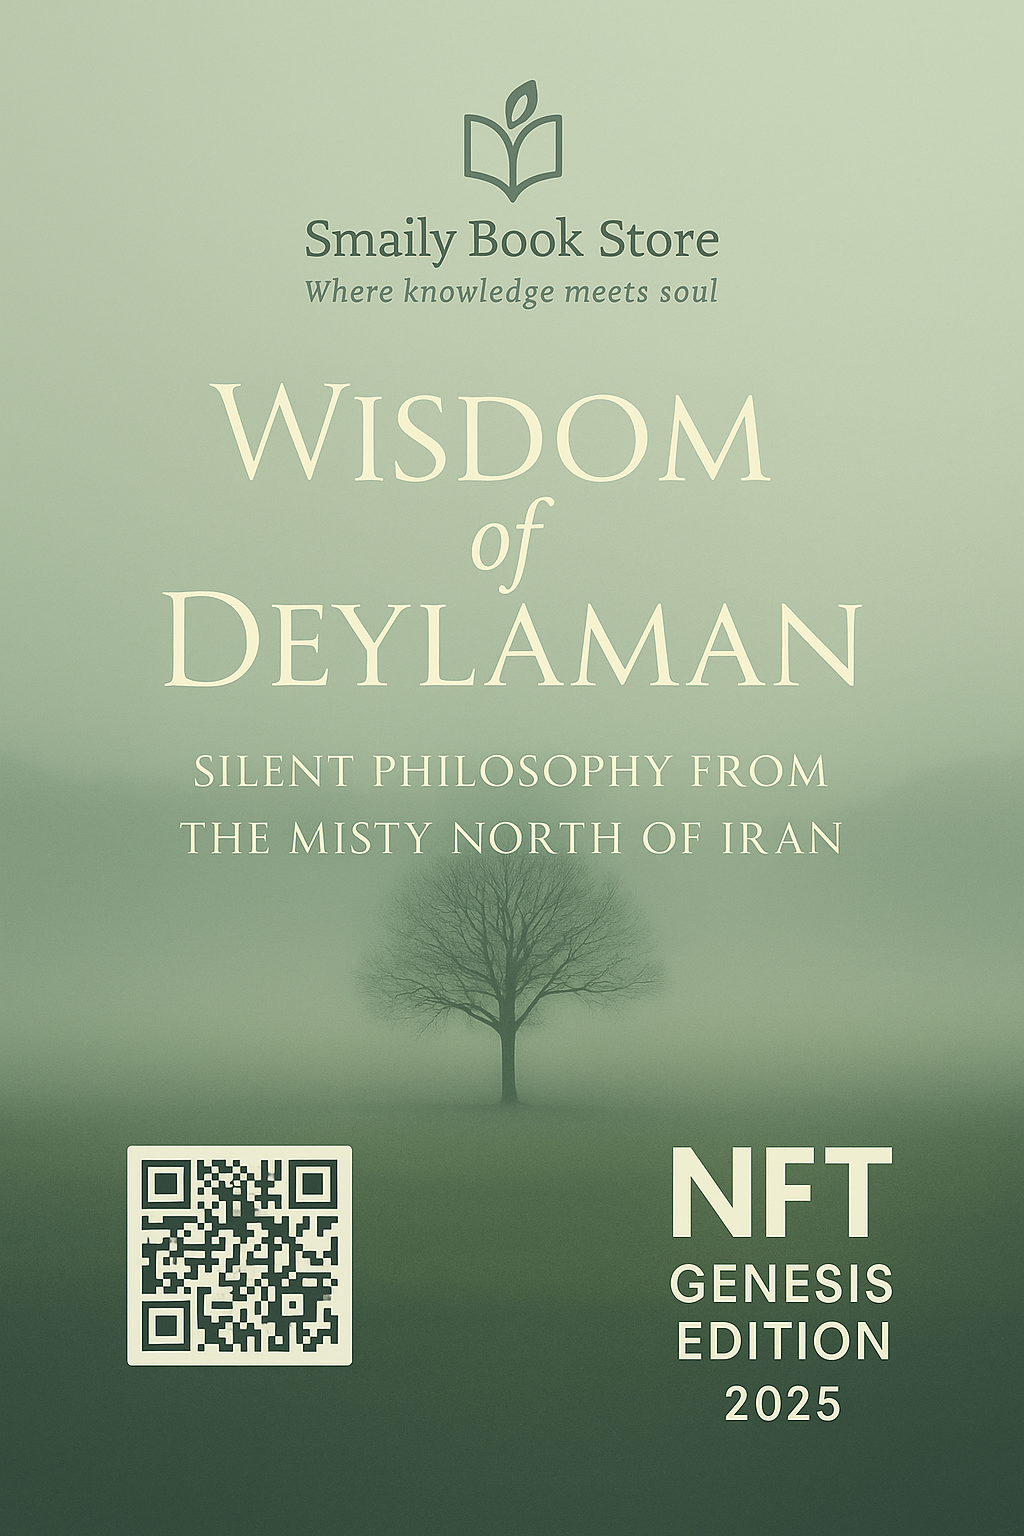 Smaily Book Store
Where knowledge meets soul
WISDOM
of
DEYLAMAN
SILENT PHILOSOPHY FROM
THE MISTY NORTH OF IRAN
NFT
GENESIS
EDITION
2025